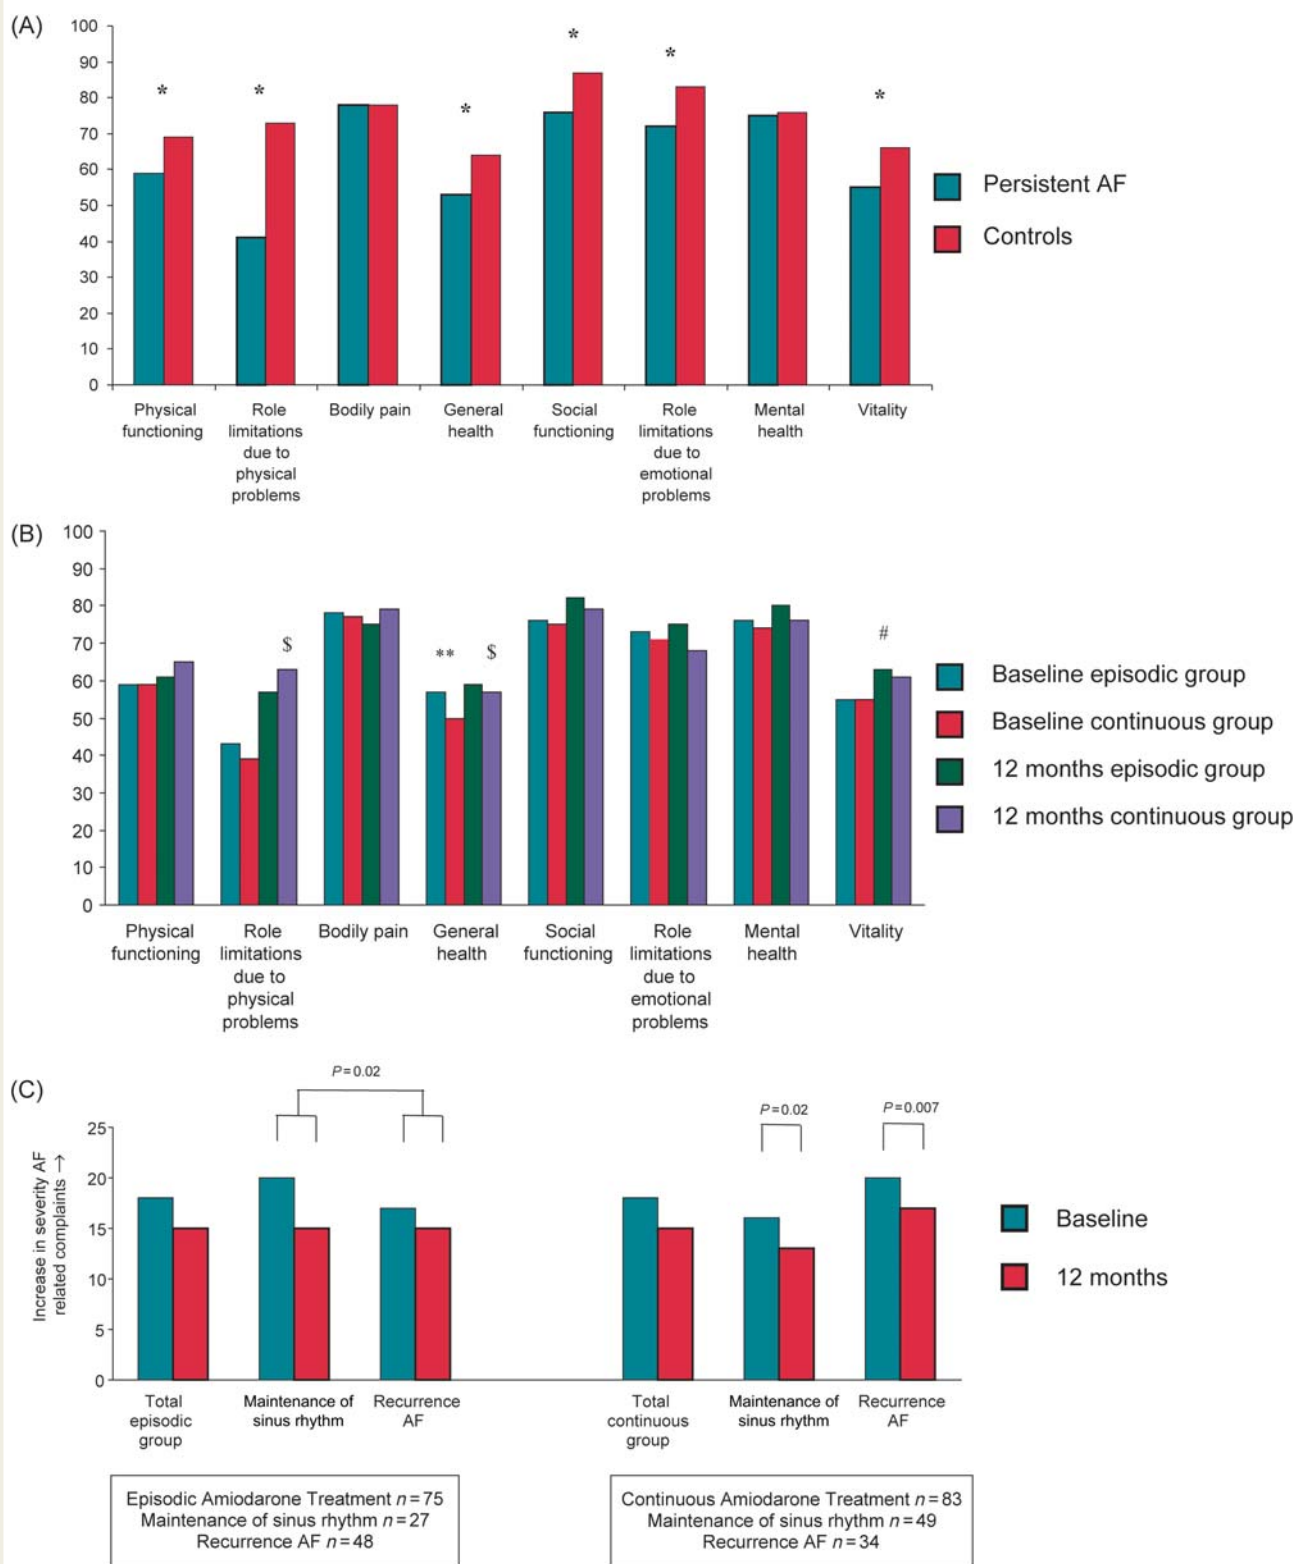 (A)
100
90
80
70
60
50
40
30
20
10
0
* * * * * *
Physical
functioning
Role
limitations
due to
physical
problems
Bodily pain
General
health
Social
functioning
Role
limitations
due to
emotional
problems
Mental
health
Vitality
Persistent AF
Controls
(B)
100
90
80
70
60
50
40
30
20
10
0
$ ** $ #
Physical
functioning
Role
limitations
due to
physical
problems
Bodily pain
General
health
Social
functioning
Role
limitations
due to
emotional
problems
Mental
health
Vitality
Baseline episodic group
Baseline continuous group
12 months episodic group
12 months continuous group
(C)
Increase in severity AF
related complaints →
25
20
15
10
5
0
P=0.02
P=0.02
P=0.007
Total
episodic
group
Maintenance of
sinus rhythm
Recurrence
AF
Total
continuous
group
Maintenance of
sinus rhythm
Recurrence
AF
Baseline
12 months
Episodic Amiodarone Treatment n=75
Maintenance of sinus rhythm n=27
Recurrence AF n=48
Continuous Amiodarone Treatment n=83
Maintenance of sinus rhythm n=49
Recurrence AF n=34